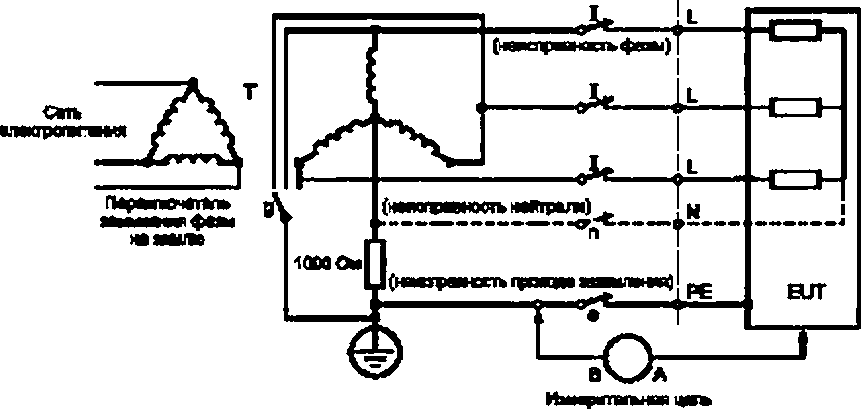 I
L
(неисправность фазы)
T
I
L
Сеть
электропитания
I
L
Переключатель
замыкания фазы
на землю
g
(неисправность нейтрали)
N
n
1000 Ом
(неисправность провода заземления)
PE
EUT
e
B
A
Измерительная цепь